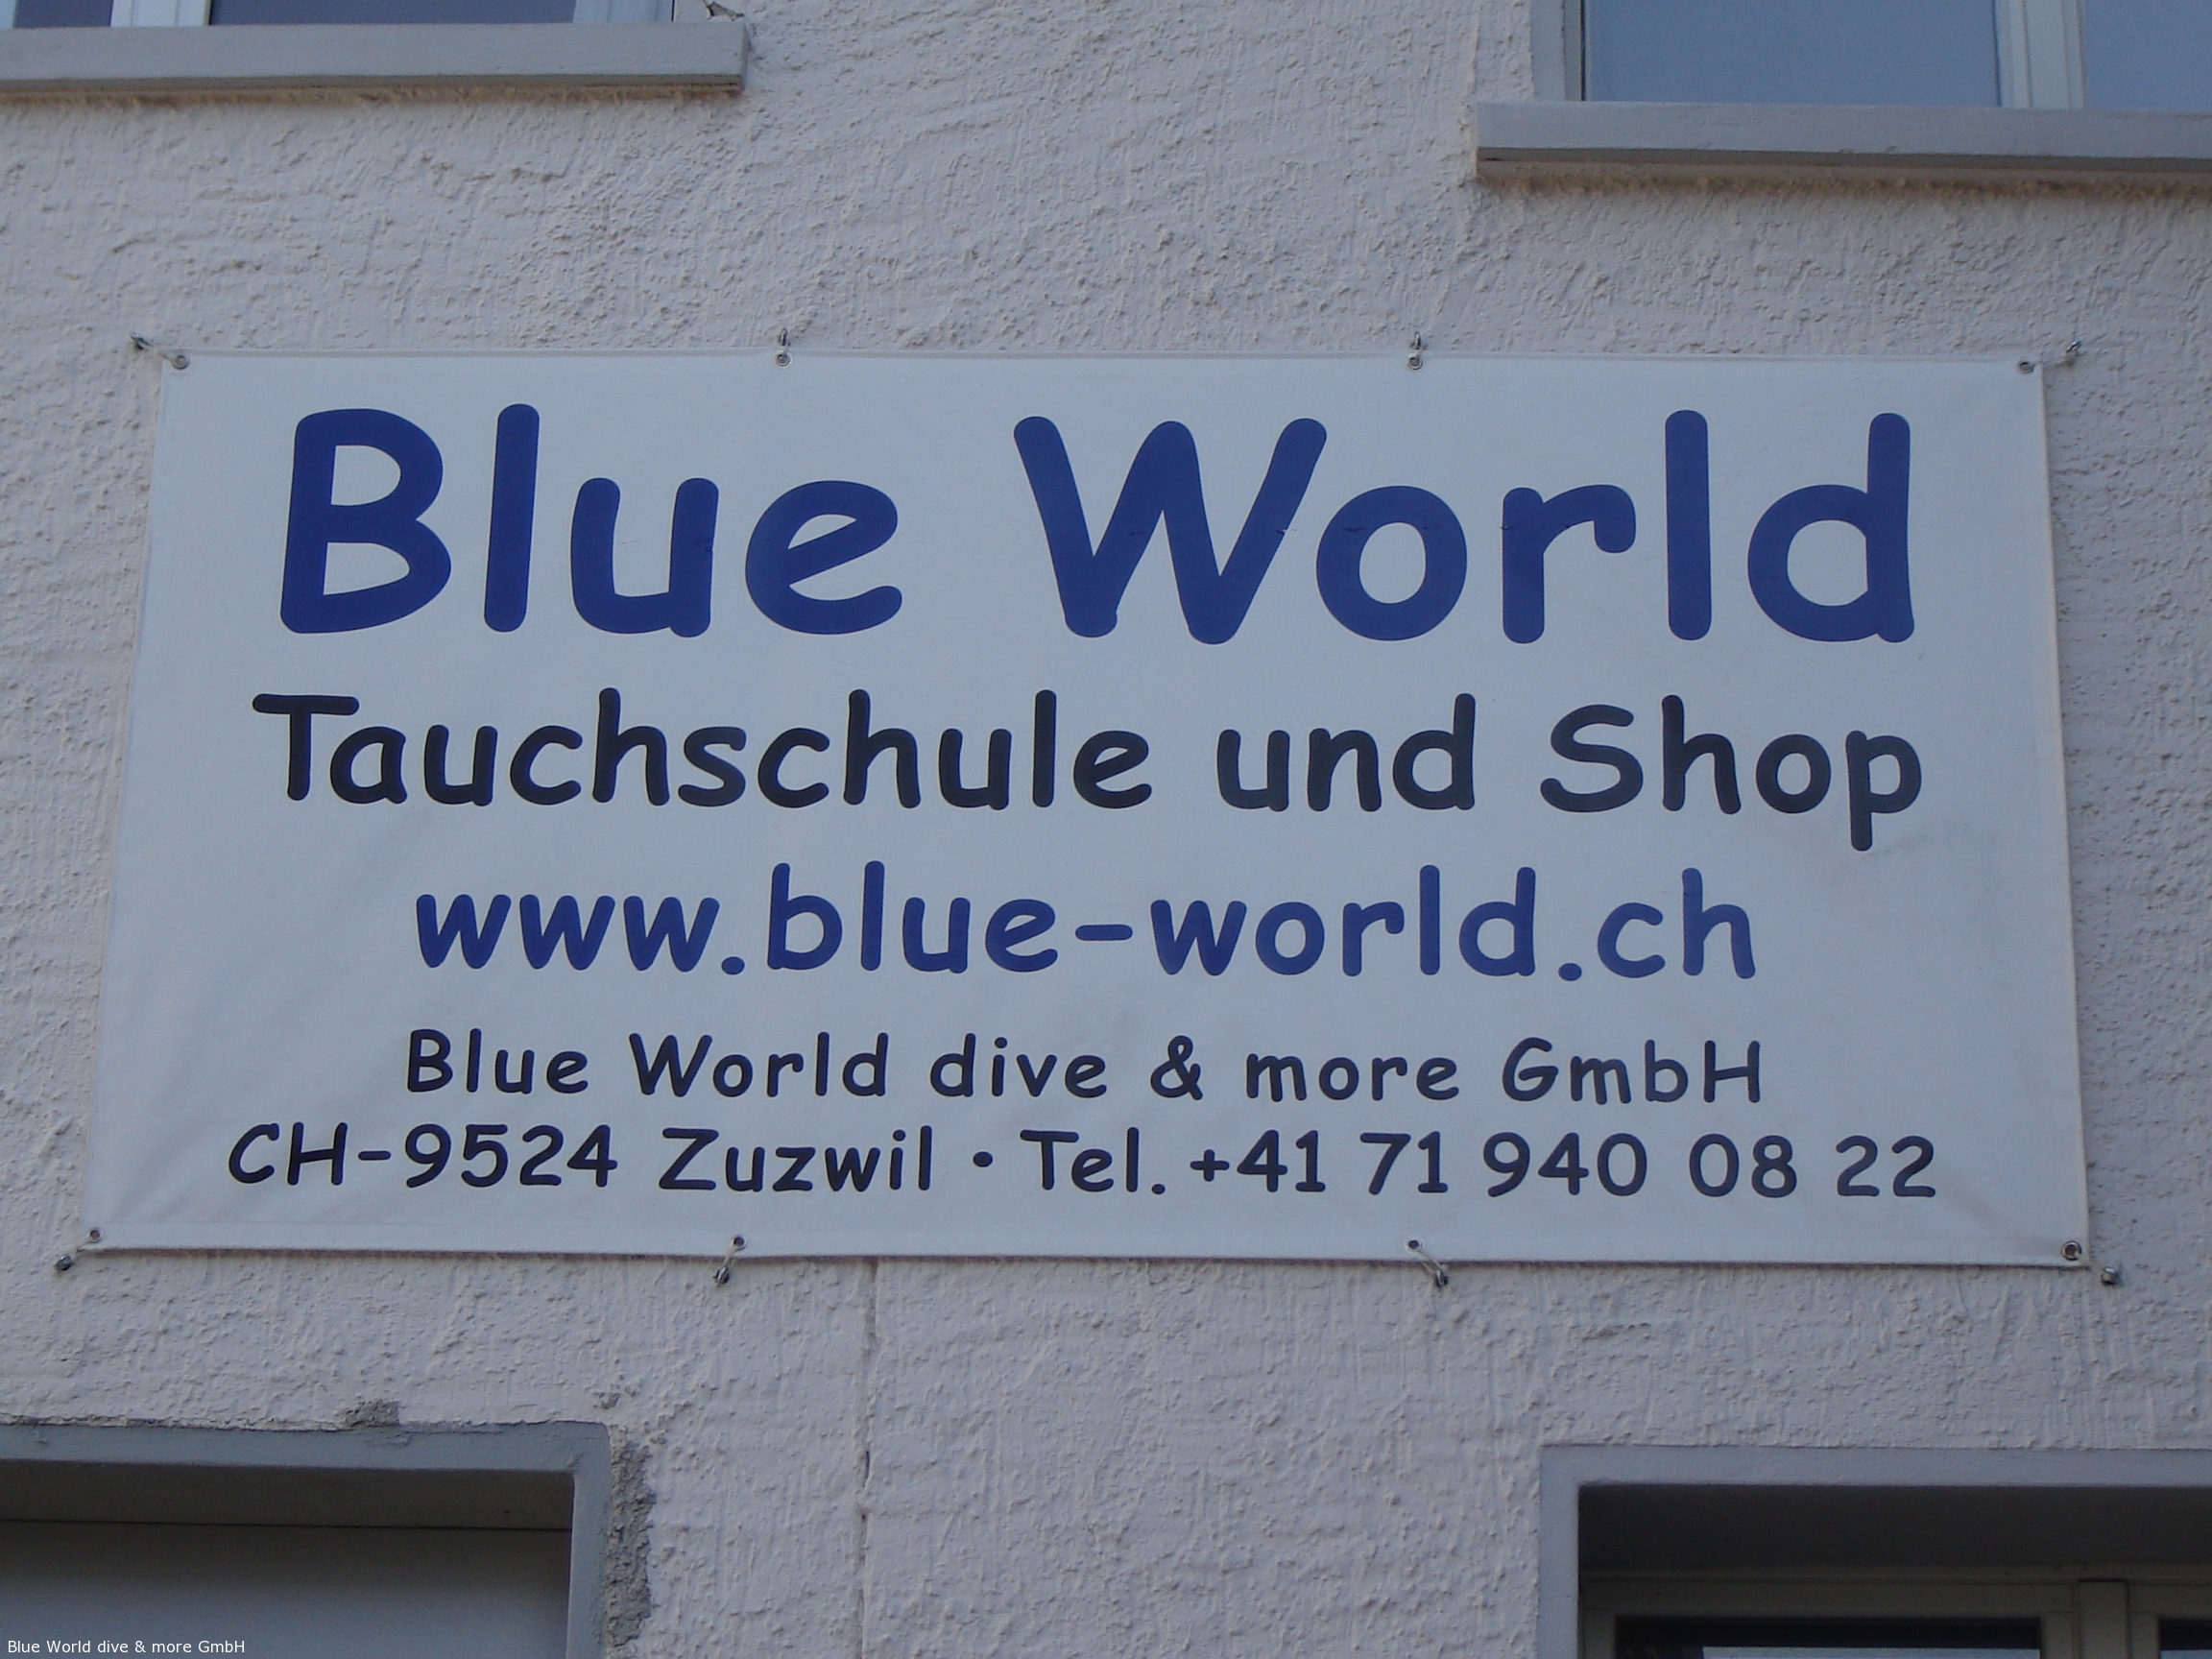 Blue World
Tauchschule und Shop
www.blue-world.ch
Blue World dive & more GmbH
CH-9524 Zuzwil • Tel. +41 71 940 08 22
Blue World dive & more GmbH